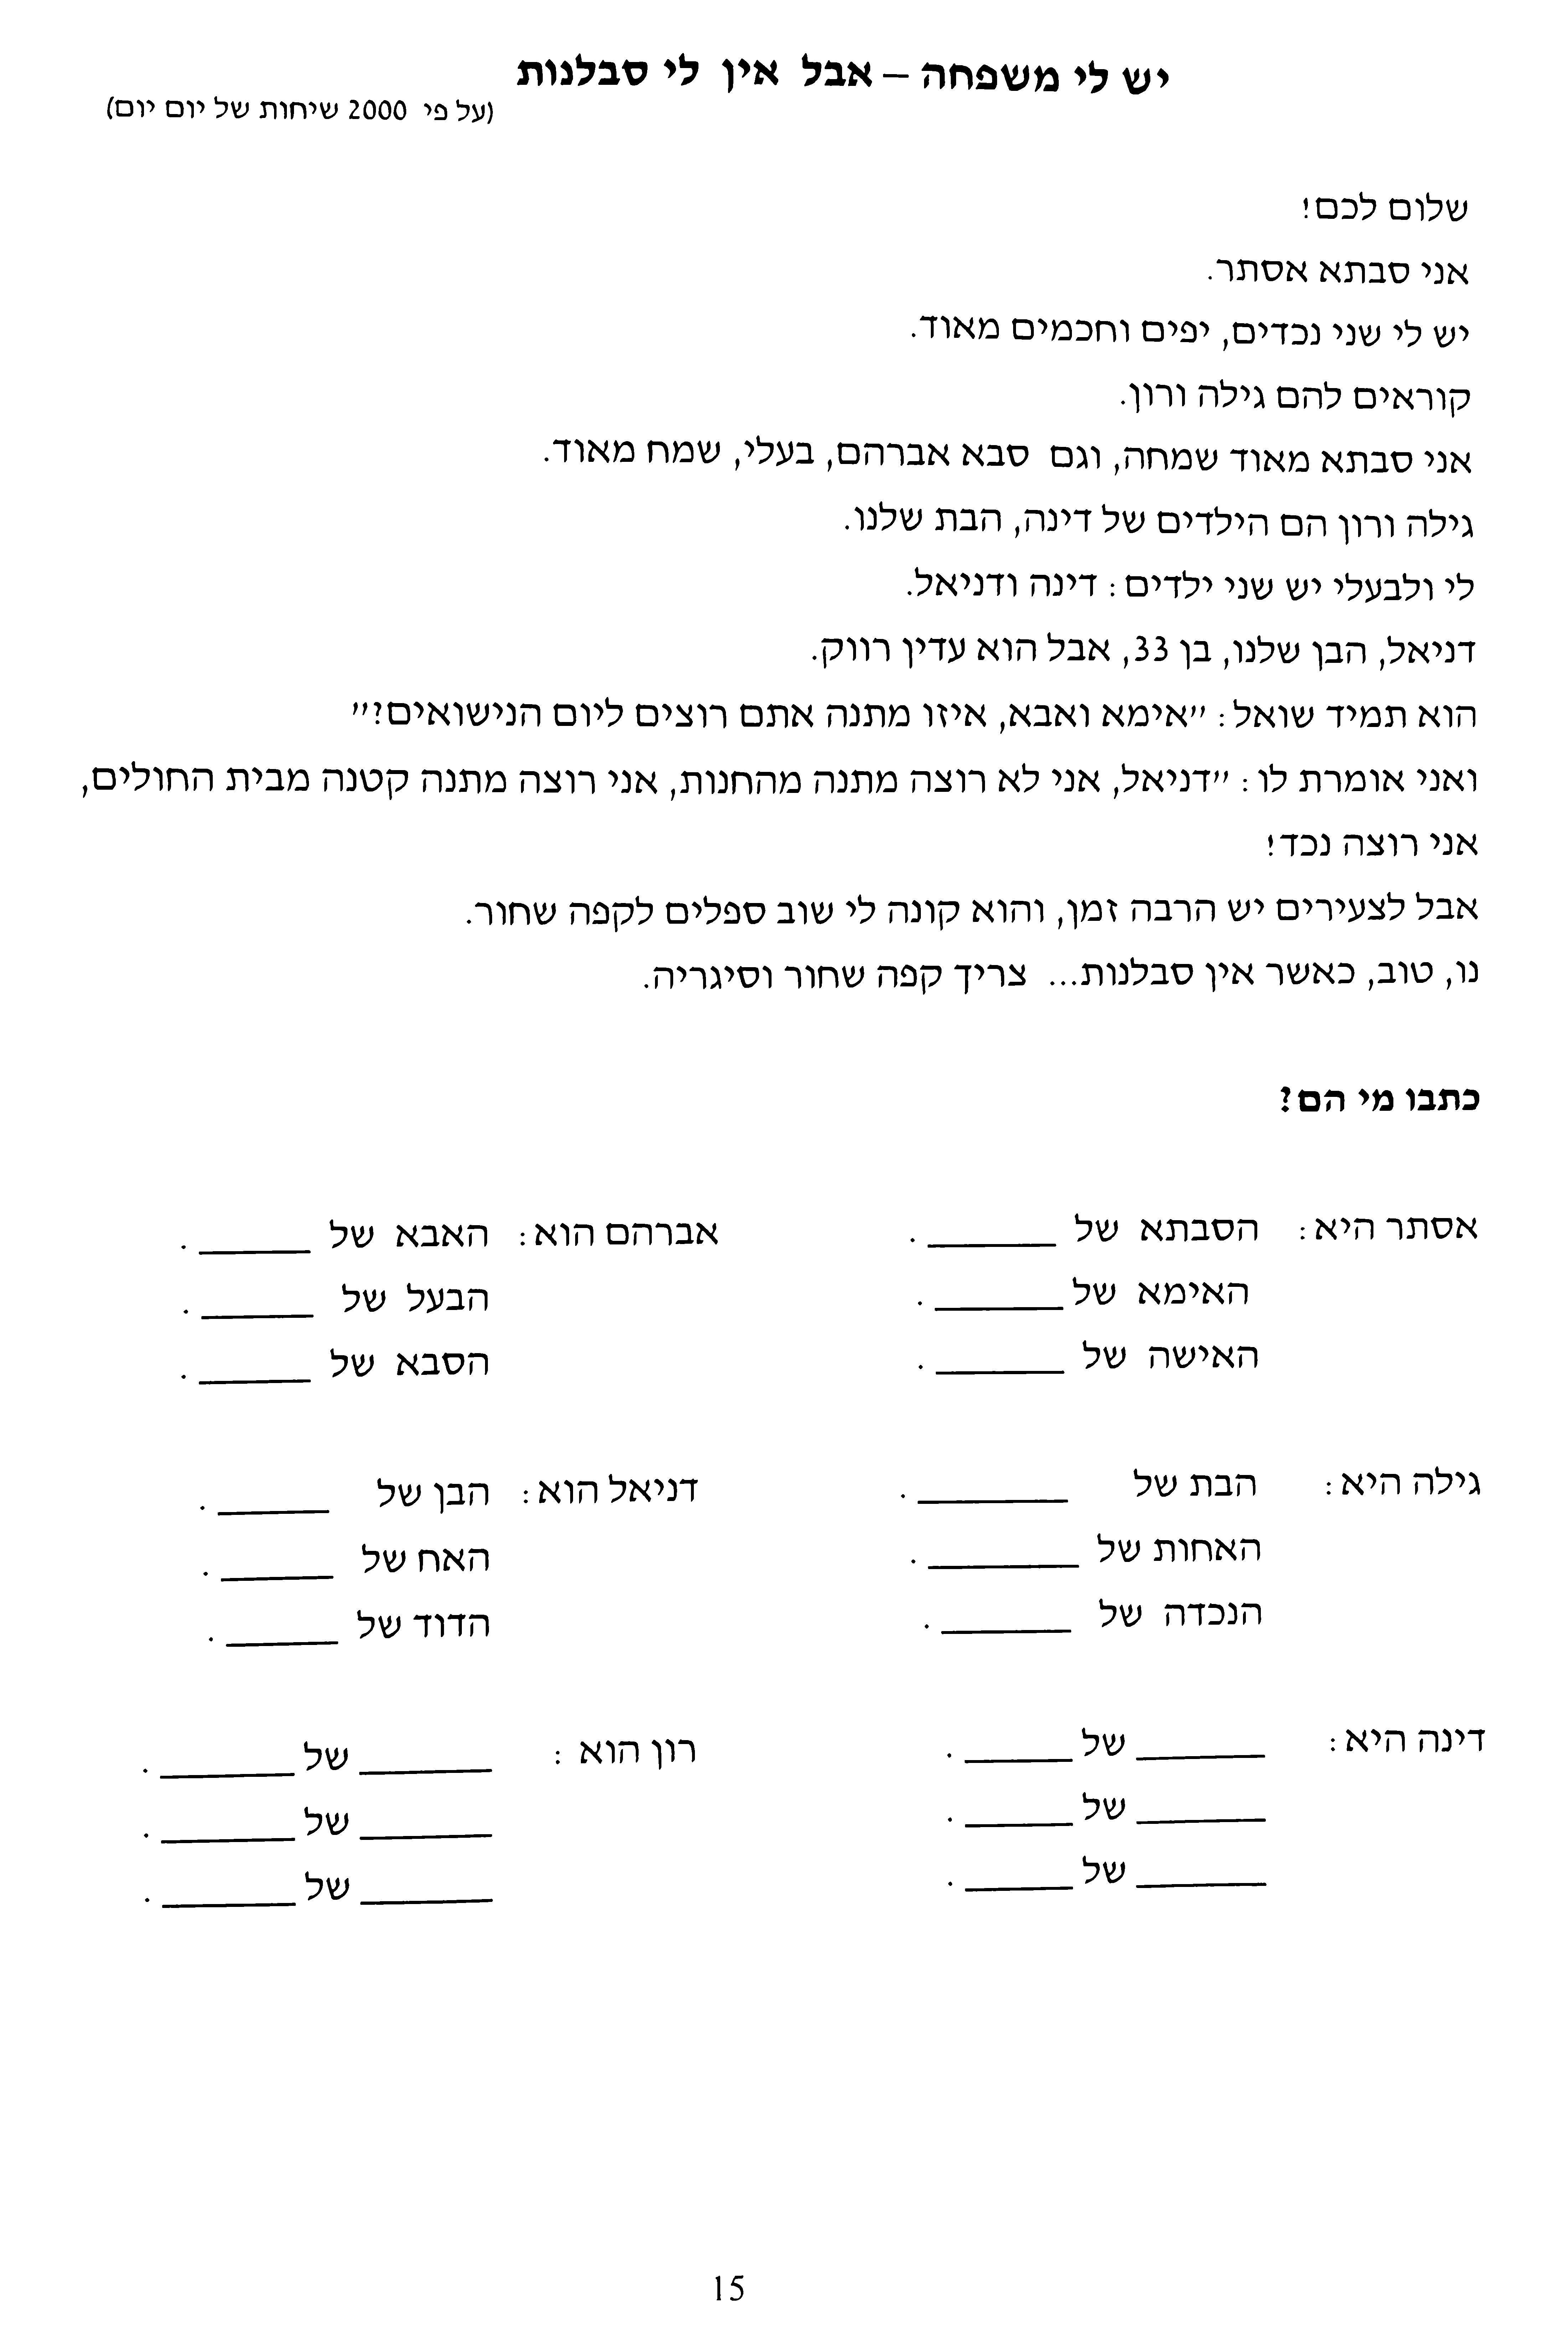 יש לי משפחה – אבל אין לי סבלנות
(על פי 2000 שיחות של יום יום)
שלום לכם!
אני סבתא אסתר.
יש לי שני נכדים, יפים וחכמים מאוד.
קוראים להם גילה ורון.
אני סבתא מאוד שמחה, וגם סבא אברהם, בעלי, שמח מאוד.
גילה ורון הם הילדים של דינה, הבת שלנו.
לי ולבעלי יש שני ילדים: דינה ודניאל.
דניאל, הבן שלנו, בן 33, אבל הוא עדין רווק.
הוא תמיד שואל: "אימא ואבא, איזו מתנה אתם רוצים ליום הנישואים?"
ואני אומרת לו: "דניאל, אני לא רוצה מתנה מהחנות, אני רוצה מתנה קטנה מבית החולים,
אני רוצה נכד!
אבל לצעירים יש הרבה זמן, והוא קונה לי שוב ספלים לקפה שחור.
נו, טוב, כאשר אין סבלנות... צריך קפה שחור וסיגריה.
כתבו מי הם?
אסתר היא: הסבתא של ______. אברהם הוא: האבא של ______.
האימא של ______. הבעל של ______.
האישה של ______. הסבא של ______.
גילה היא: הבת של ______. דניאל הוא: הבן של ______.
האחות של ______. האח של ______.
הנכדה של ______. הדוד של ______.
דינה היא: ______ של ______. רון הוא: ______ של ______.
______ של ______. ______ של ______.
______ של ______. ______ של ______.
15